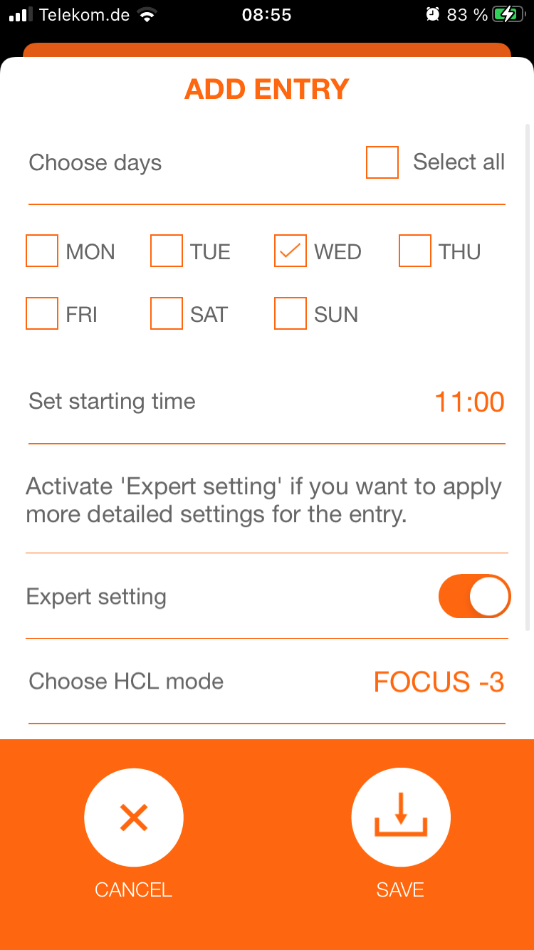 Telekom.de 08:55 83 %
ADD ENTRY
Choose days Select all
MON TUE WED THU
FRI SAT SUN
Set starting time 11:00
Activate 'Expert setting' if you want to apply
more detailed settings for the entry.
Expert setting
Choose HCL mode FOCUS -3
CANCEL SAVE